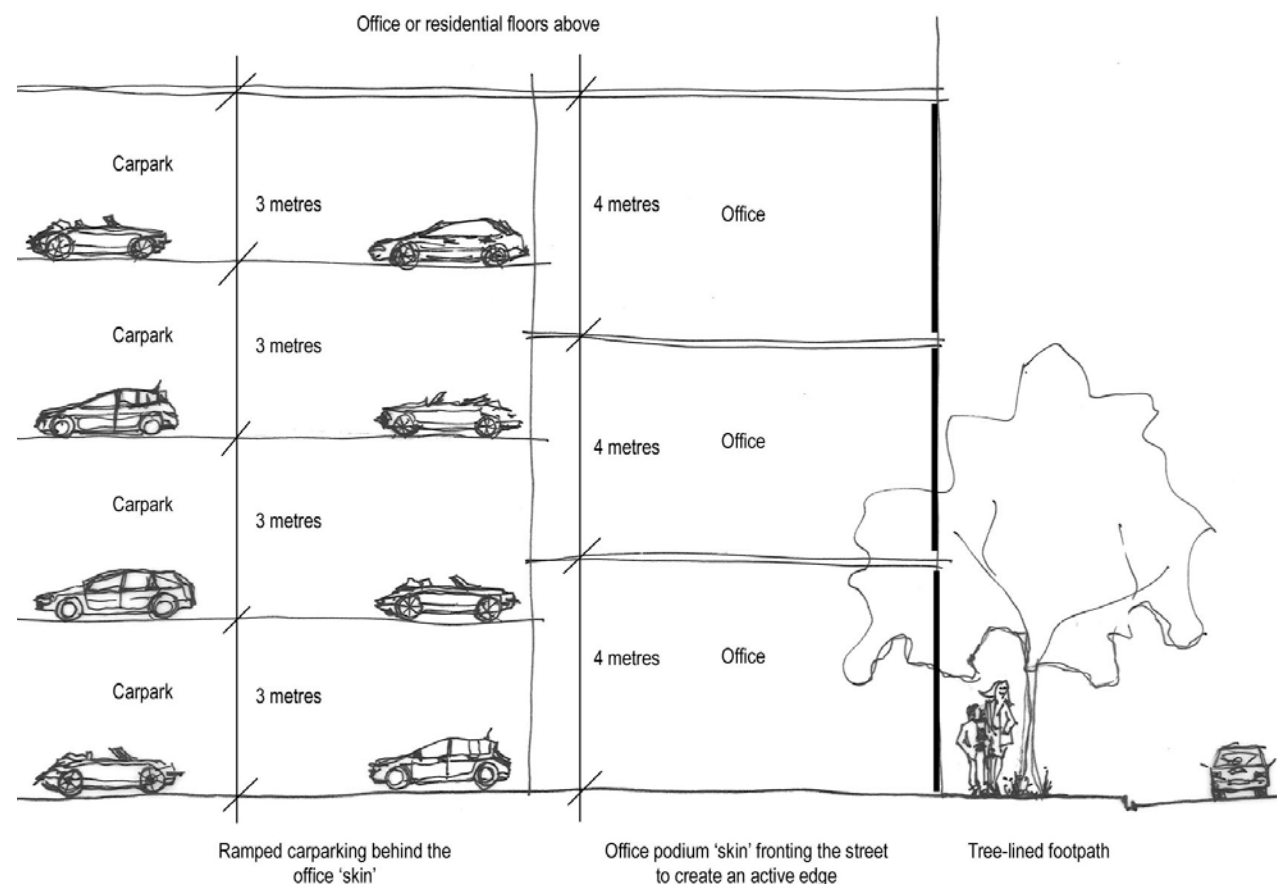 Office or residential floors above
Carpark
3 metres
4 metres
Office
Carpark
3 metres
4 metres
Office
Carpark
3 metres
4 metres
Office
Carpark
3 metres
Ramped carparking behind the
office ‘skin’
Office podium ‘skin’ fronting the street
to create an active edge
Tree-lined footpath